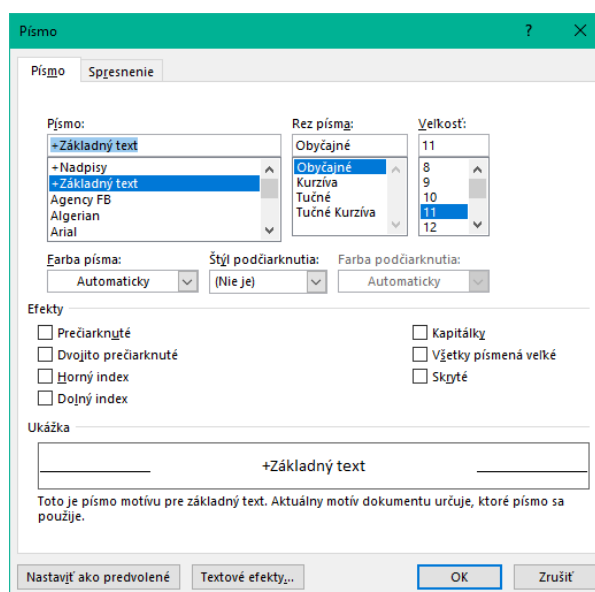 Písmo ?
Písmo Spresnenie
Písmo: Rez písma: Veľkosť:
+Základný text Obyčajné 11
+Nadpisy Obyčajné 8
+Základný text Kurzíva 9
Agency FB Tučné 10
Algerian Tučné Kurzíva 11
Arial 12
Farba písma: Štýl podčiarknutia: Farba podčiarknutia:
Automaticky (Nie je) Automaticky
Efekty
Prečiarknuté Kapitálky
Dvojito prečiarknuté Všetky písmená veľké
Horný index Skryté
Dolný index
Ukážka
+Základný text
Toto je písmo motívu pre základný text. Aktuálny motív dokumentu určuje, ktoré písmo sa
použije.
Nastaviť ako predvolené Textové efekty... OK Zrušiť